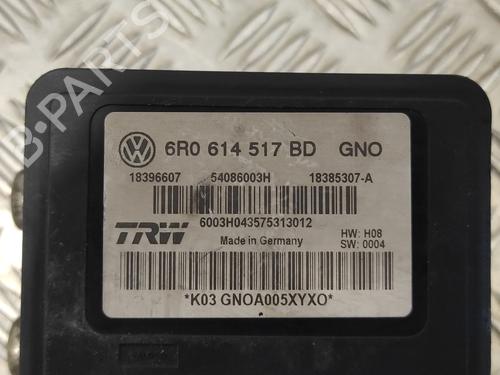 B-PARTS
6R0 614 517 BD GNO
18396607 54086003H 18385307-A
6003H043575313012
TRW Made in Germany HW: H08
SW: 0004
*K03 GNOA005XYXO*